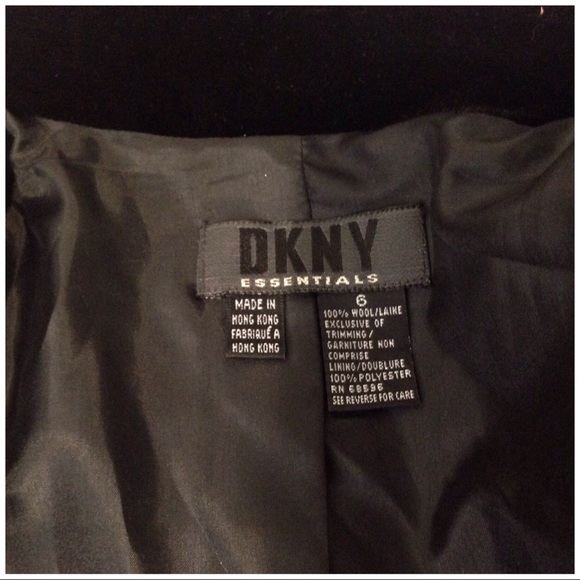 DKNY
ESSENTIALS
MADE IN
HONG KONG
FABRIQUÉ A
HONG KONG
6
100% WOOL/LAINE
EXCLUSIVE OF
TRIMMING/
GARNITURE NON
COMPRISE
LINING/DOUBLURE
100% POLYESTER
RN 68596
SEE REVERSE FOR CARE